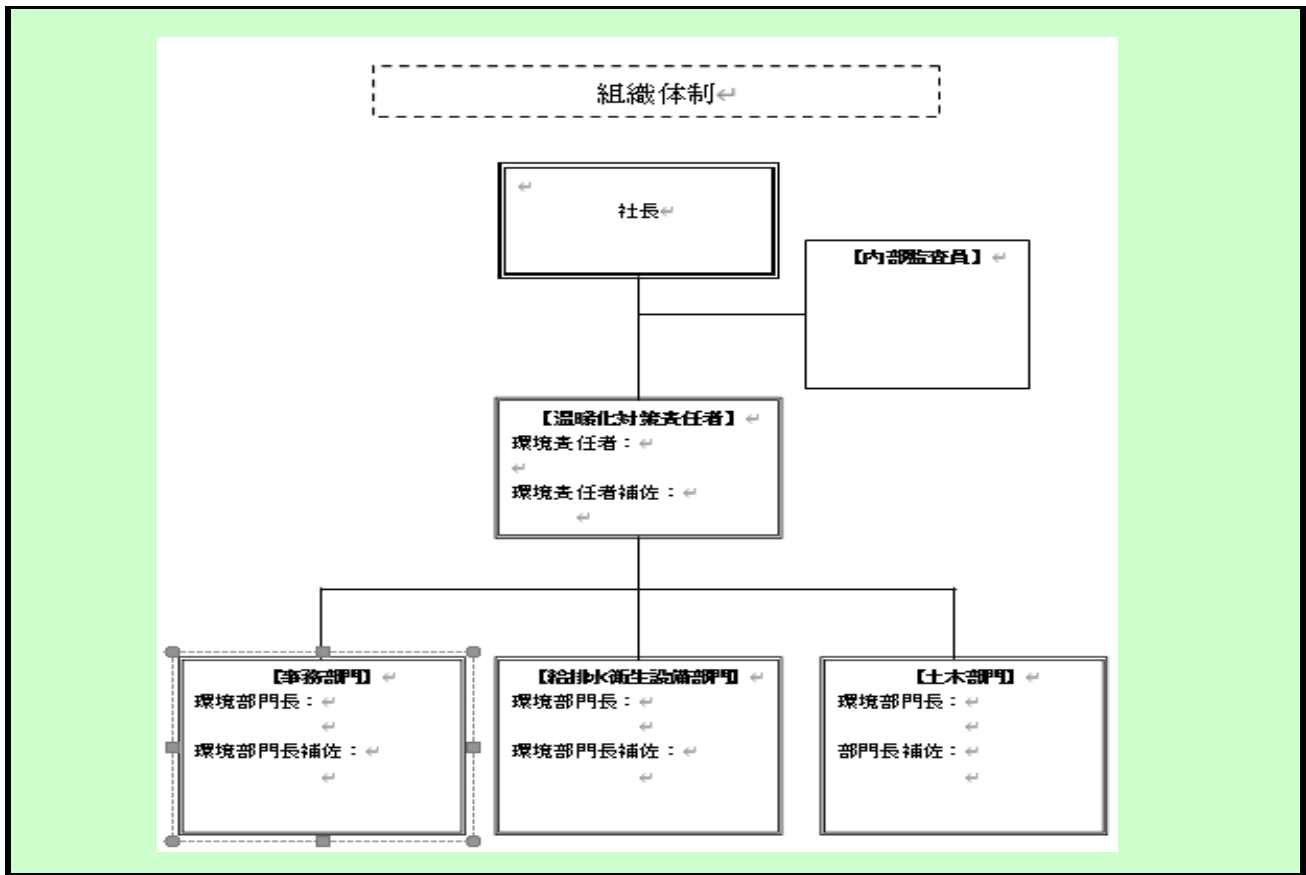 組織体制
社長
【内部監査員】
【温暖化対策責任者】
環境責任者：
環境責任者補佐：
【事務部門】
環境部門長：
環境部門長補佐：
【給排水衛生設備部門】
環境部門長：
環境部門長補佐：
【土木部門】
環境部門長：
部門長補佐：